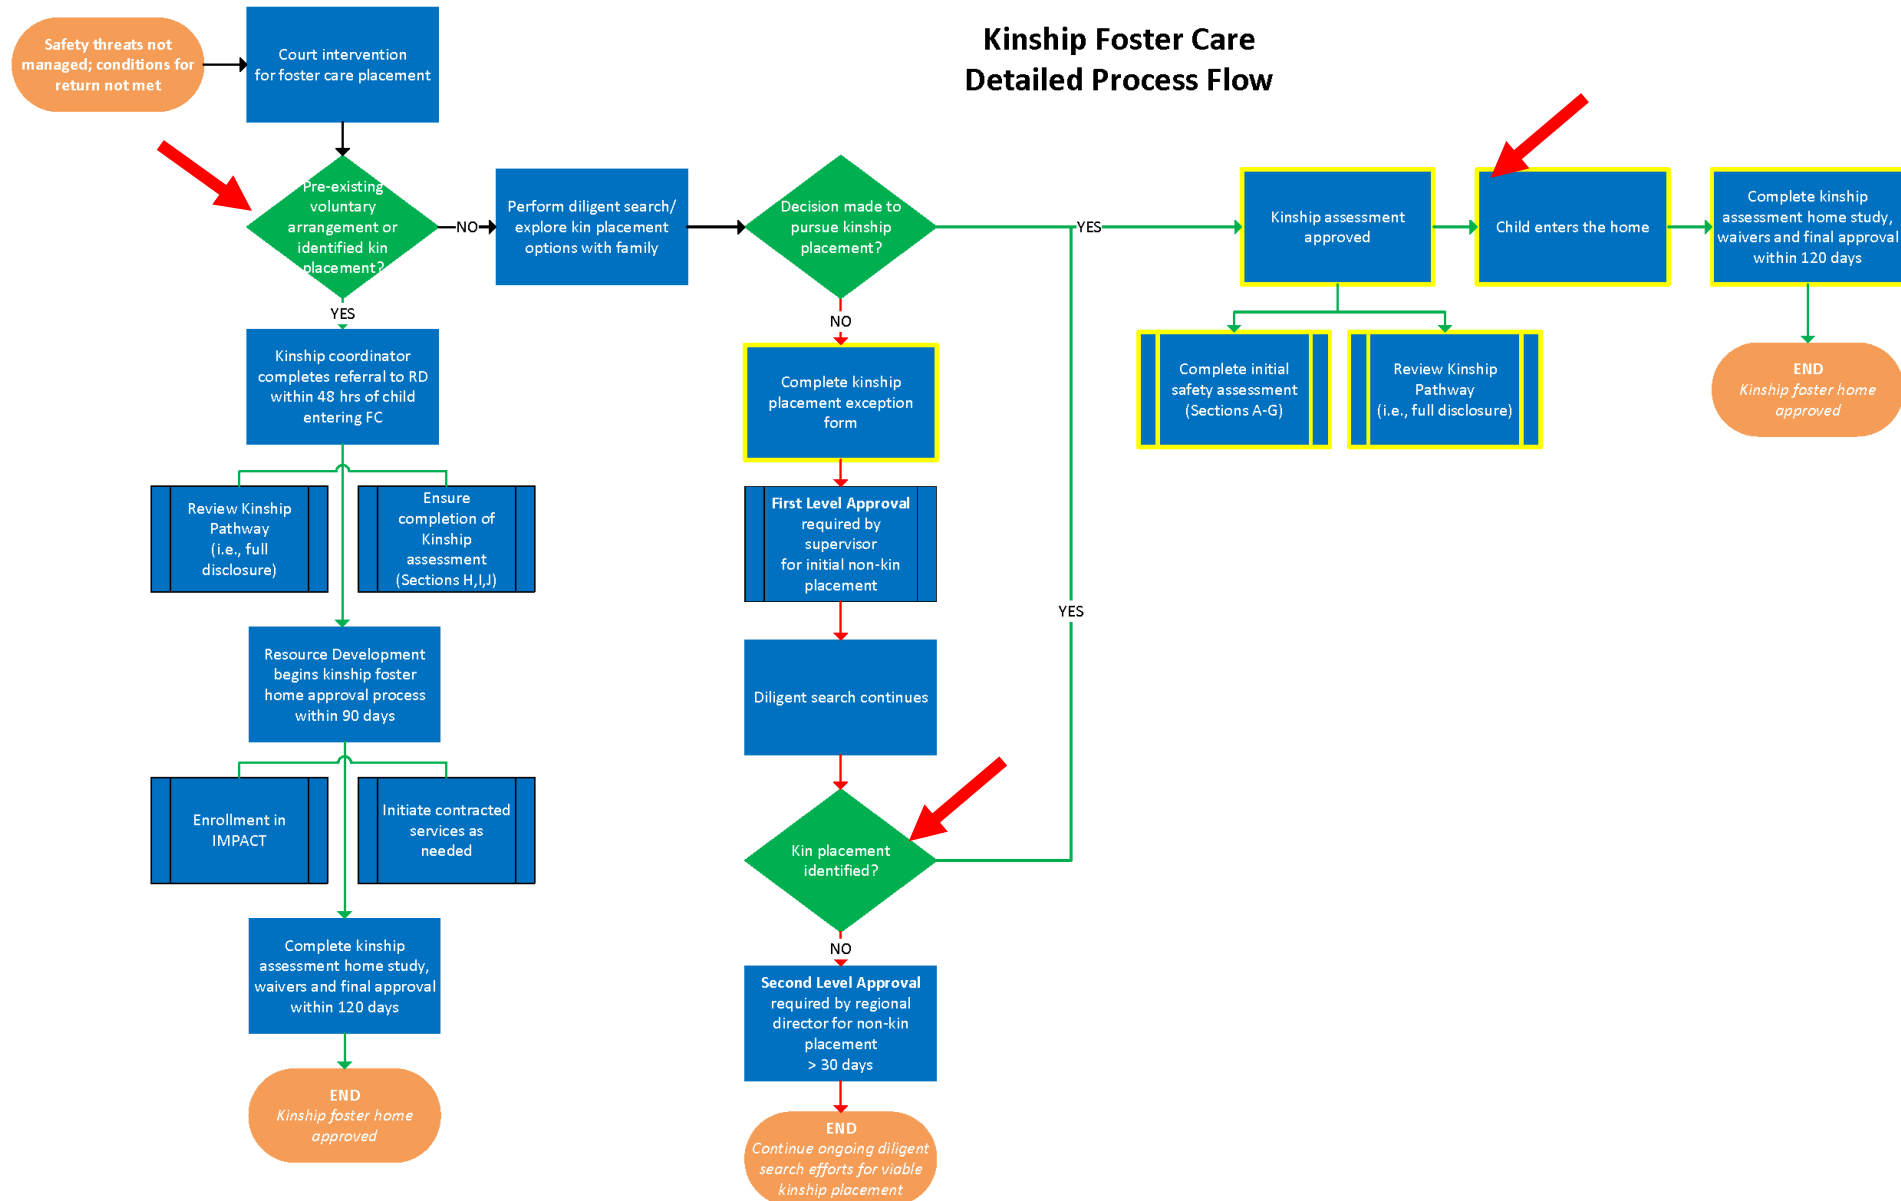 Kinship Foster Care
Detailed Process Flow
Safety threats not
managed; conditions for
return not met
Court intervention
for foster care placement
Pre-existing
voluntary
arrangement or
identified kin
placement?
NO
Perform diligent search/
explore kin placement
options with family
Decision made to
pursue kinship
placement?
YES
Kinship assessment
approved
Child enters the home
Complete kinship
assessment home study,
waivers and final approval
within 120 days
YES
NO
Kinship coordinator
completes referral to RD
within 48 hrs of child
entering FC
Complete kinship
placement exception
form
Complete initial
safety assessment
(Sections A-G)
Review Kinship
Pathway
(i.e., full disclosure)
END
Kinship foster home
approved
Review Kinship
Pathway
(i.e., full
disclosure)
Ensure
completion of
Kinship
assessment
(Sections H,I,J)
First Level Approval
required by
supervisor
for initial non-kin
placement
YES
Resource Development
begins kinship foster
home approval process
within 90 days
Diligent search continues
Enrollment in
IMPACT
Initiate contracted
services as
needed
Kin placement
identified?
NO
Complete kinship
assessment home study,
waivers and final approval
within 120 days
Second Level Approval
required by regional
director for non-kin
placement
> 30 days
END
Kinship foster home
approved
END
Continue ongoing diligent
search efforts for viable
kinship placement